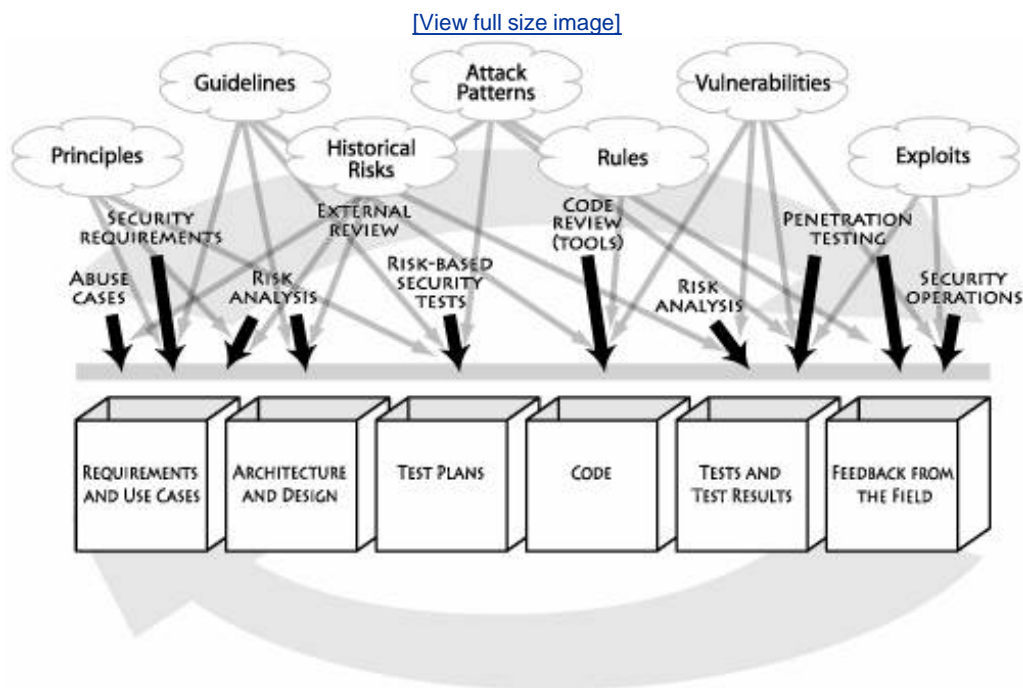 [View full size image]
Guidelines
Attack
Patterns
Vulnerabilities
Principles
Historical
Risks
Rules
Exploits
SECURITY
REQUIREMENTS
EXTERNAL
REVIEW
CODE
REVIEW
(TOOLS)
PENETRATION
TESTING
ABUSE
CASES
RISK
ANALYSIS
RISK-BASED
SECURITY
TESTS
RISK
ANALYSIS
SECURITY
OPERATIONS
REQUIREMENTS
AND USE CASES
ARCHITECTURE
AND DESIGN
TEST PLANS
CODE
TESTS AND
TEST RESULTS
FEEDBACK FROM
THE FIELD